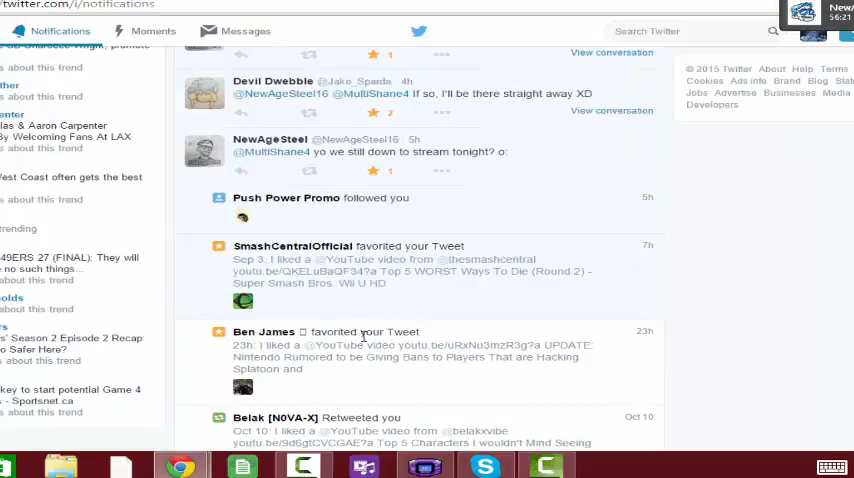 /twitter.com/i/notifications
Notifications
Moments
Messages
Search Twitter
NewA
56:21
promote
s about this trend
ther
s about this trend
enter
las & Aaron Carpenter
By Welcoming Fans At LAX
s about this trend
West Coast often gets the best
s about this trend
trending
49ERS 27 (FINAL): They will
e no such things...
s about this trend
olds
s about this trend
rs
s' Season 2 Episode 2 Recap
o Safer Here?
s about this trend
key to start potential Game 4
- Sportsnet.ca
s about this trend
1
View conversation
Devil Dwebble @Jake_Spanda · 4h
@NewAgeSteel16 @MultiShane4 If so, I'll be there straight away XD
2
View conversation
NewAgeSteel @NewAgeSteel16 · 5h
@MultiShane4 yo we still down to stream tonight? o:
1
Push Power Promo followed you
5h
SmashCentralOfficial favorited your Tweet
7h
Sep 3: I liked a @YouTube video from @thesmashcentral
youtu.be/QKELuBaQF34?a Top 5 WORST Ways To Die (Round 2) -
Super Smash Bros. Wii U HD
Ben James favorited your Tweet
23h
23h: I liked a @YouTube video youtu.be/uRxNu3mzR3g?a UPDATE:
Nintendo Rumored to be Giving Bans to Players That are Hacking
Splatoon and
Belak [N0VA-X] Retweeted you
Oct 10
Oct 10: I liked a @YouTube video from @belakxvibe
youtu.be/9d6gtCVCGAE?a Top 5 Characters I wouldn't Mind Seeing
© 2015 Twitter About Help Terms
Cookies Ads info Brand Blog Stat
Jobs Advertise Businesses Media
Developers